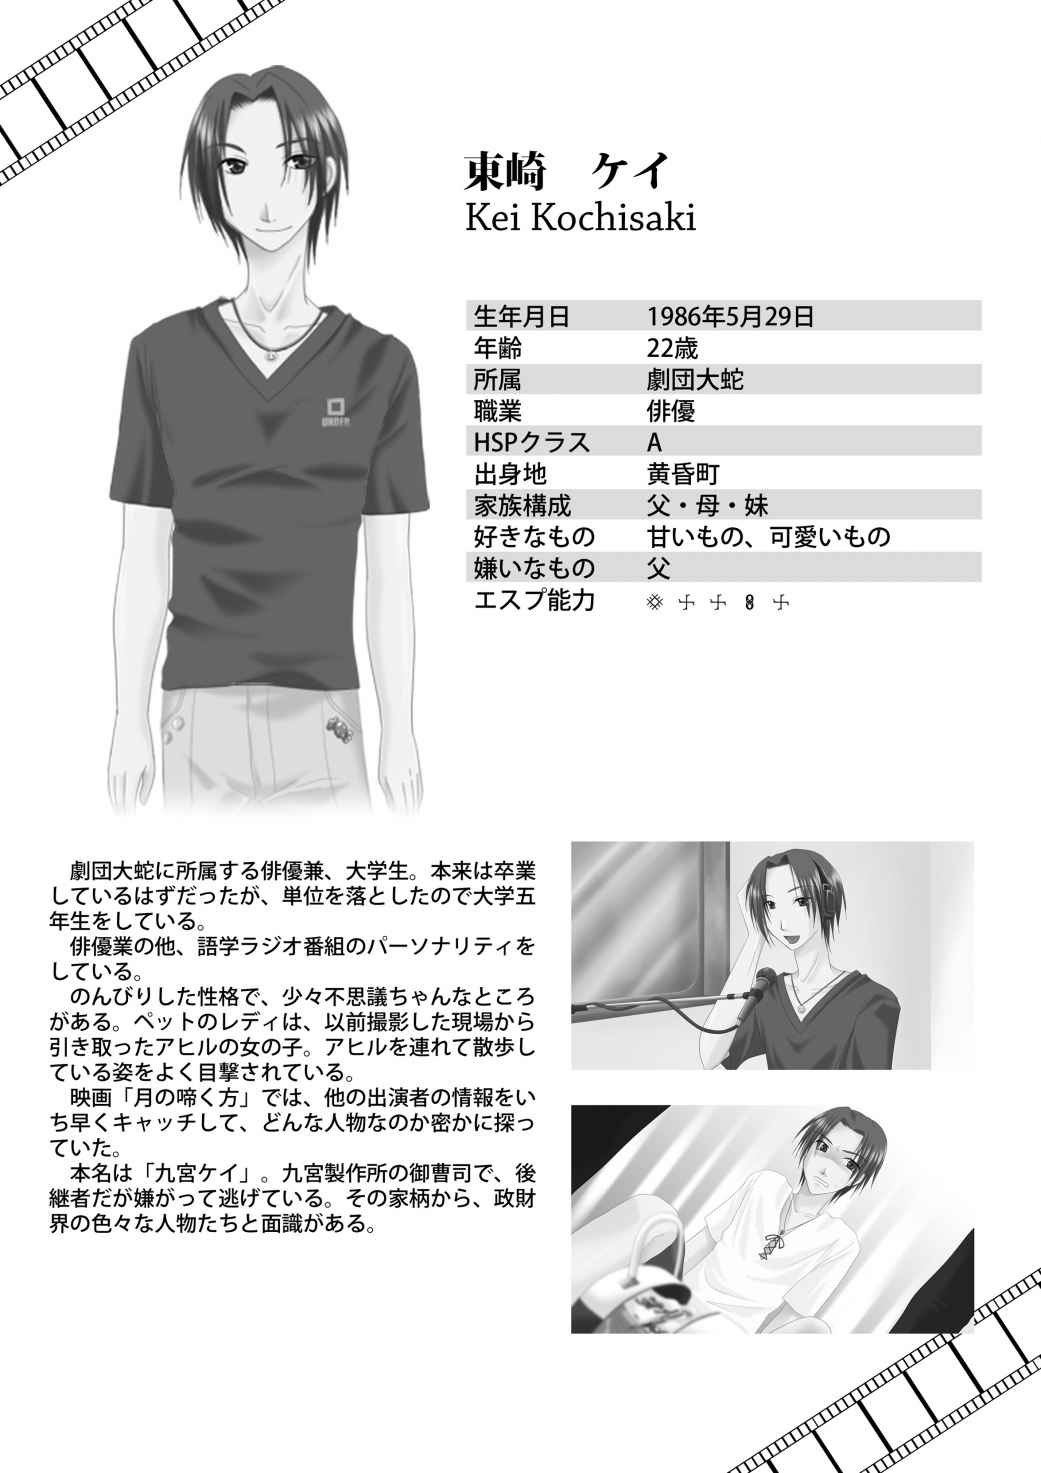 東崎　ケイ
Kei Kochisaki
生年月日　1986年5月29日
年齢　22歳
所属　劇団大蛇
職業　俳優
HSPクラス　A
出身地　黄昏町
家族構成　父・母・妹
好きなもの　甘いもの、可愛いもの
嫌いなもの　父
エスプ能力
　劇団大蛇に所属する俳優兼、大学生。本来は卒業
しているはずだったが、単位を落としたので大学五
年生をしている。
　俳優業の他、語学ラジオ番組のパーソナリティを
している。
　のんびりした性格で、少々不思議ちゃんなところ
がある。ペットのレディは、以前撮影した現場から
引き取ったアヒルの女の子。アヒルを連れて散歩し
ている姿をよく目撃されている。
　映画「月の啼く方」では、他の出演者の情報をい
ち早くキャッチして、どんな人物なのか密かに探っ
ていた。
　本名は「九宮ケイ」。九宮製作所の御曹司で、後
継者だが嫌がって逃げている。その家柄から、政財
界の色々な人物たちと面識がある。